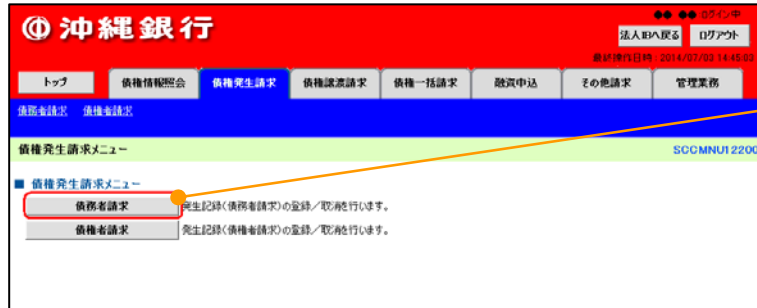 沖縄銀行
●● ●● ログイン中
法人IBへ戻る ログアウト
最終操作日時：2014/07/03 14:45:03
トップ 債権情報照会 債権発生請求 債権譲渡請求 債権一括請求 融資申込 その他請求 管理業務
債務者請求 債権者請求
債権発生請求メニュー SCCMNU12200
■ 債権発生請求メニュー
債務者請求 発生記録(債務者請求)の登録／取消を行います。
債権者請求 発生記録(債権者請求)の登録／取消を行います。